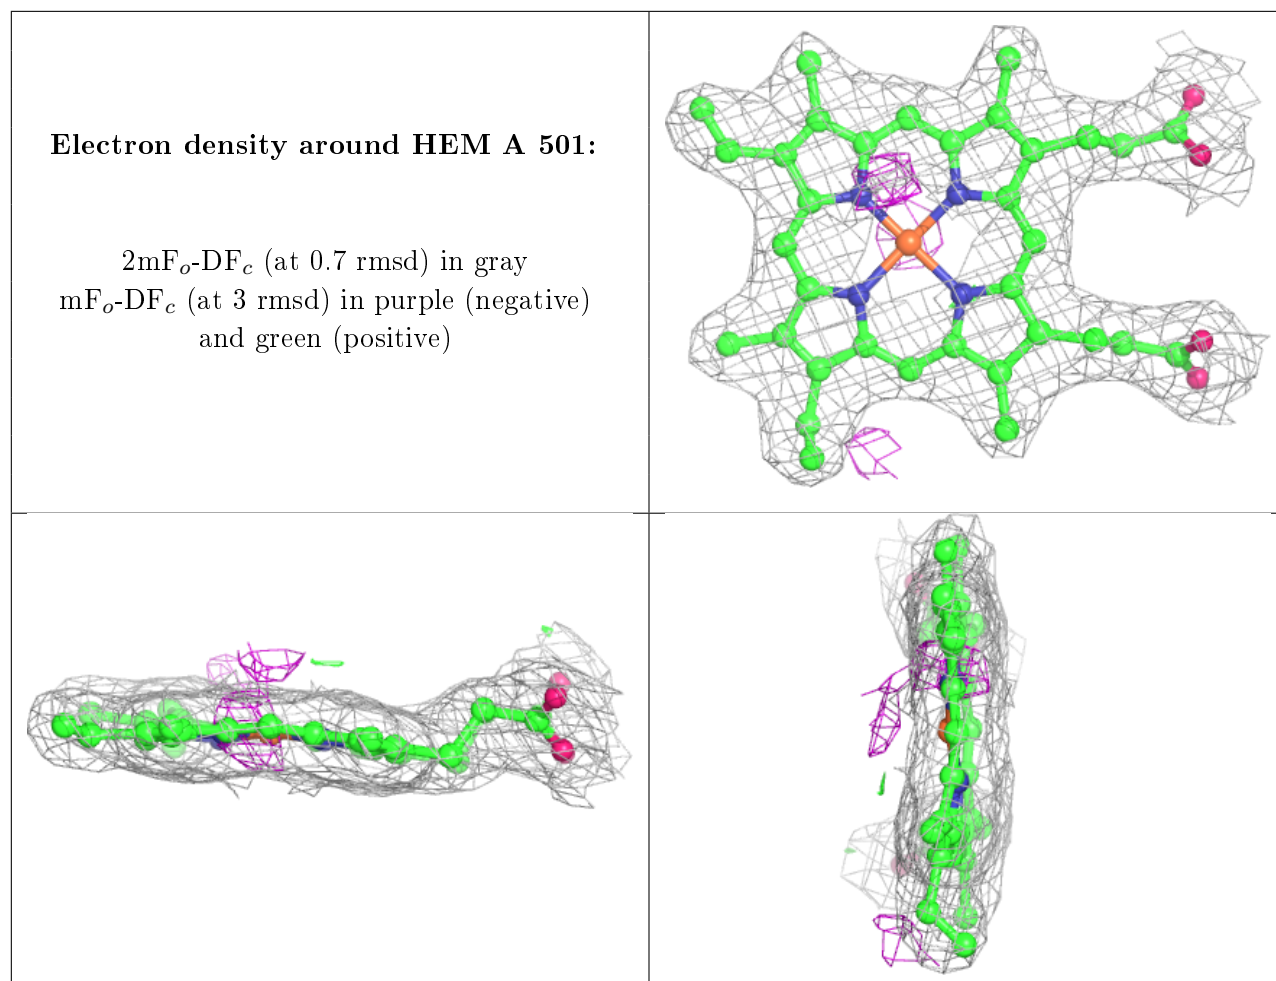 Electron density around HEM A 501:
2mFₒ-DF𝒸 (at 0.7 rmsd) in gray
mFₒ-DF𝒸 (at 3 rmsd) in purple (negative)
and green (positive)